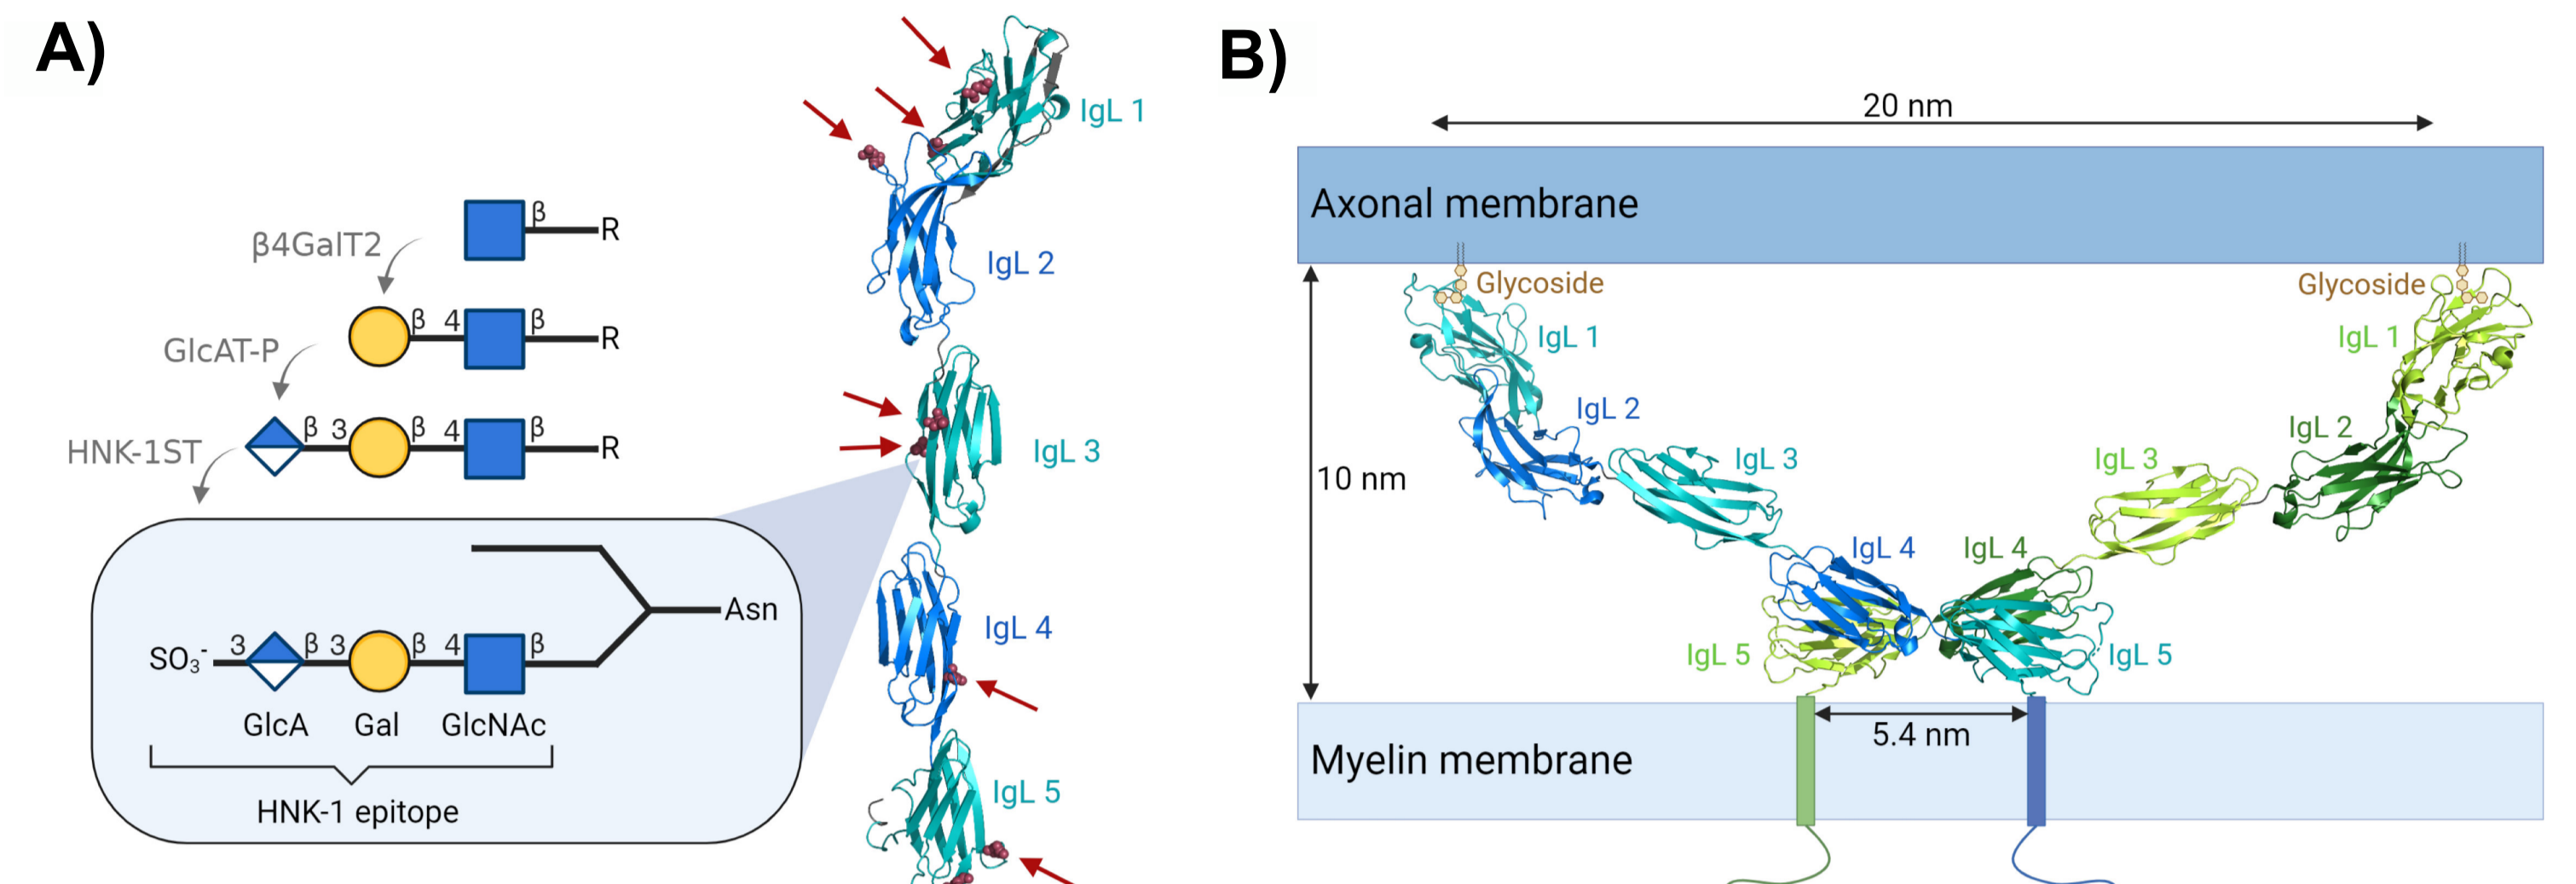 A)
β4GalT2
β
R
GlcAT-P
β 4
β
R
HNK-1ST
β 3
β 4
β
R
SO₃⁻
3
β 3
β 4
β
Asn
GlcA
Gal
GlcNAc
HNK-1 epitope
IgL 1
IgL 2
IgL 3
IgL 4
IgL 5
B)
20 nm
Axonal membrane
Glycoside
Glycoside
IgL 1
IgL 1
IgL 2
IgL 2
IgL 3
IgL 3
10 nm
IgL 4
IgL 4
IgL 5
IgL 5
5.4 nm
Myelin membrane